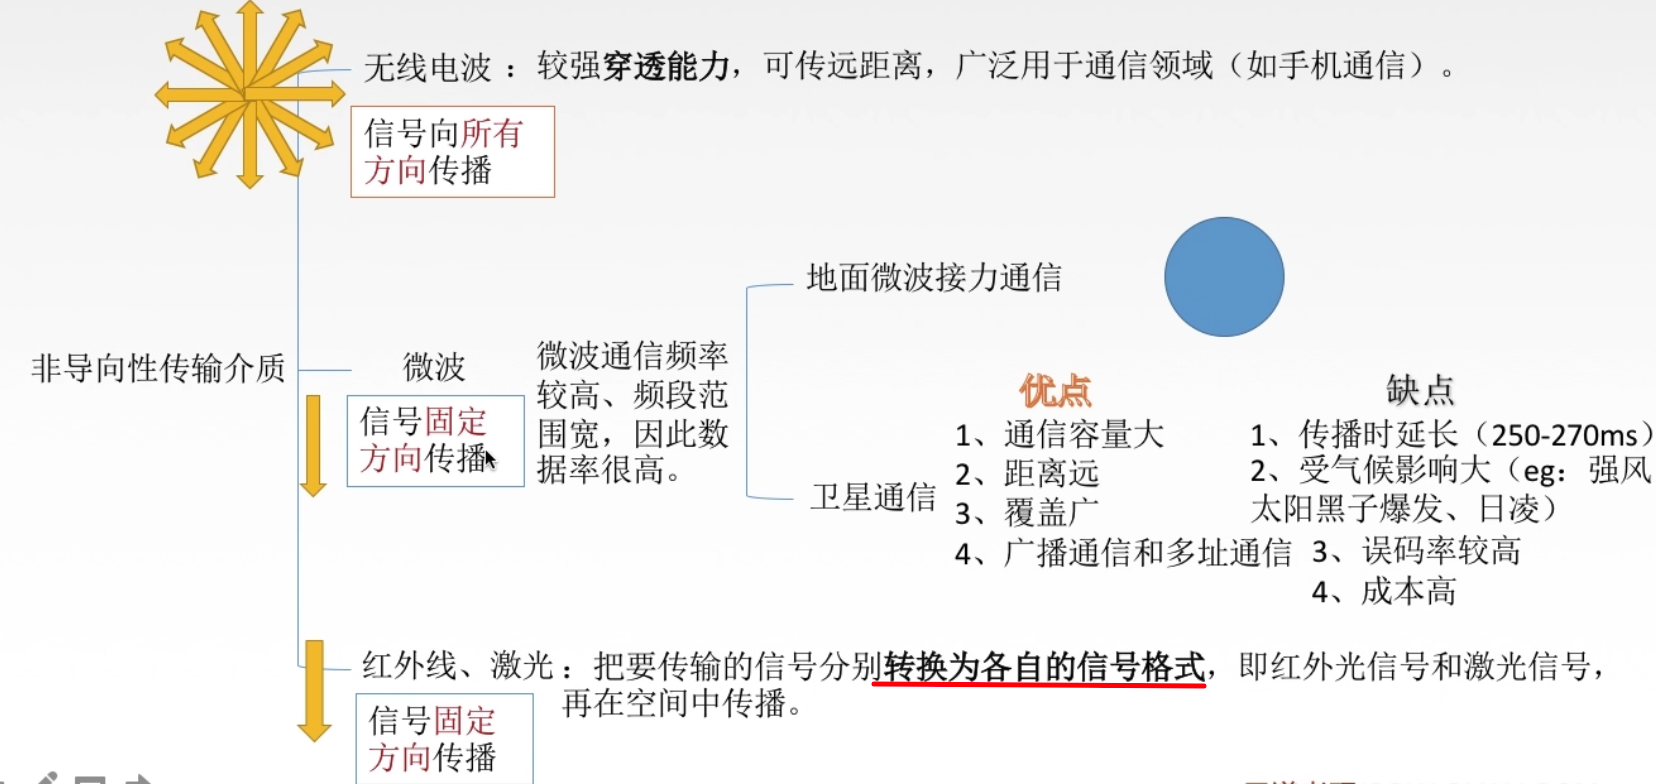 无线电波：较强穿透能力，可传远距离，广泛用于通信领域（如手机通信）。
信号向所有
方向传播
地面微波接力通信
非导向性传输介质
微波
信号固定
方向传播
微波通信频率
较高、频段范
围宽，因此数
据率很高。
卫星通信
优点
1、通信容量大
2、距离远
3、覆盖广
4、广播通信和多址通信
缺点
1、传播时延长（250-270ms）
2、受气候影响大（eg：强风
太阳黑子爆发、日凌）
3、误码率较高
4、成本高
红外线、激光：把要传输的信号分别转换为各自的信号格式，即红外光信号和激光信号，
再在空间中传播。
信号固定
方向传播